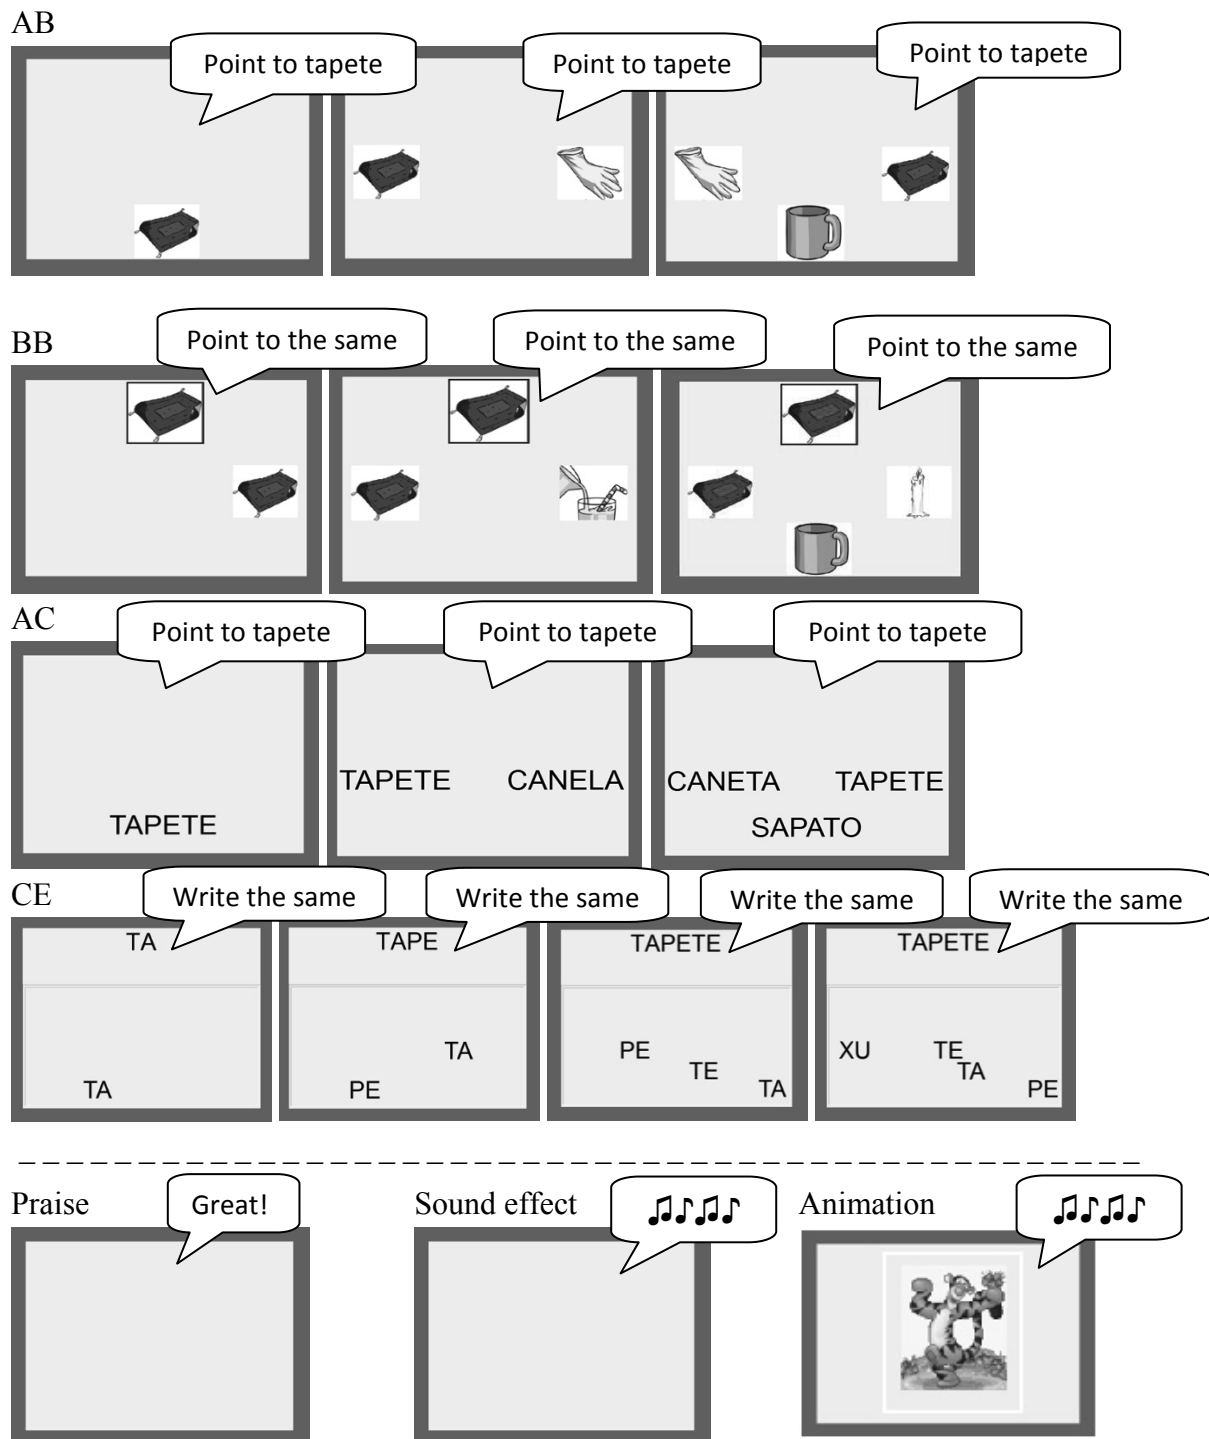 AB
Point to tapete
Point to tapete
Point to tapete
BB
Point to the same
Point to the same
Point to the same
AC
Point to tapete
Point to tapete
Point to tapete
TAPETE
TAPETE CANELA
CANETA TAPETE
SAPATO
CE
Write the same
Write the same
Write the same
Write the same
TA
TA
TAPE
TA
PE
TAPETE
PE
TE
TA
TAPETE
XU TE
TA
PE
Praise
Great!
Sound effect
♫♪♫♪
Animation
♫♪♫♪